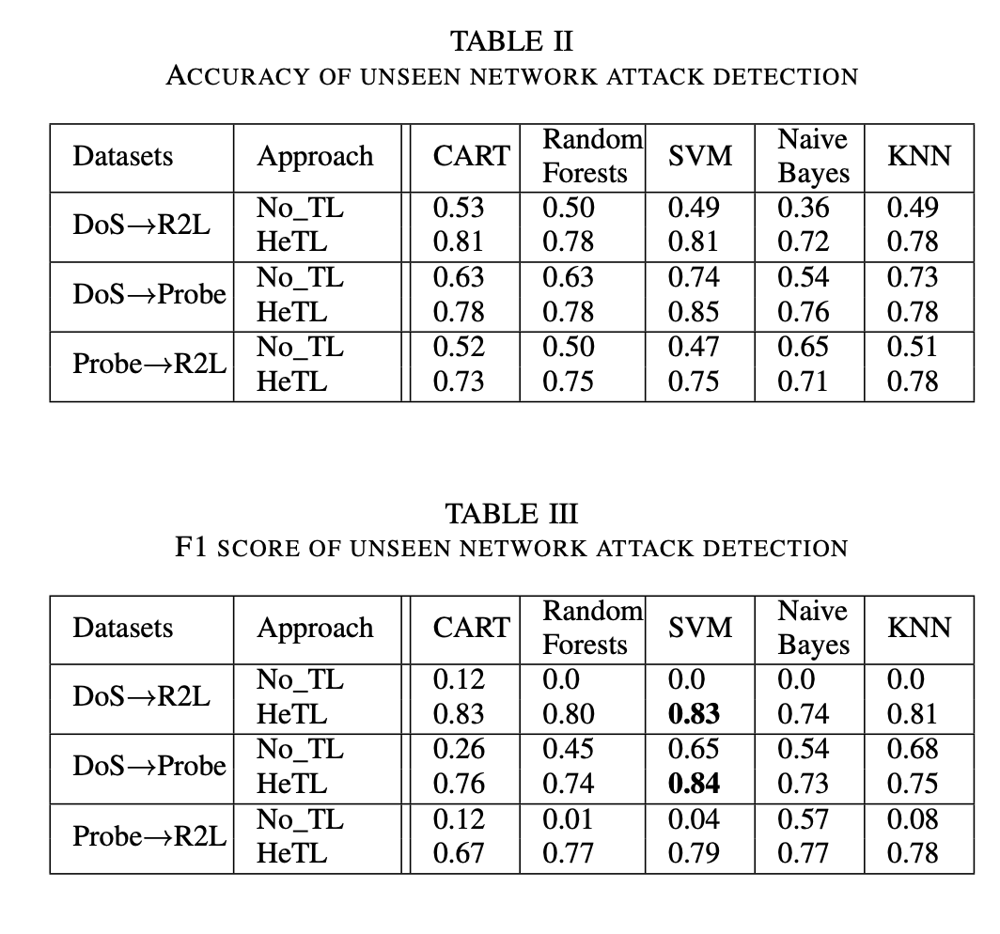 TABLE II
ACCURACY OF UNSEEN NETWORK ATTACK DETECTION
Datasets Approach CART Random Forests SVM Naive Bayes KNN
DoS→R2L No_TL 0.53 0.50 0.49 0.36 0.49
HeTL 0.81 0.78 0.81 0.72 0.78
DoS→Probe No_TL 0.63 0.63 0.74 0.54 0.73
HeTL 0.78 0.78 0.85 0.76 0.78
Probe→R2L No_TL 0.52 0.50 0.47 0.65 0.51
HeTL 0.73 0.75 0.75 0.71 0.78
TABLE III
F1 SCORE OF UNSEEN NETWORK ATTACK DETECTION
Datasets Approach CART Random Forests SVM Naive Bayes KNN
DoS→R2L No_TL 0.12 0.0 0.0 0.0 0.0
HeTL 0.83 0.80 0.83 0.74 0.81
DoS→Probe No_TL 0.26 0.45 0.65 0.54 0.68
HeTL 0.76 0.74 0.84 0.73 0.75
Probe→R2L No_TL 0.12 0.01 0.04 0.57 0.08
HeTL 0.67 0.77 0.79 0.77 0.78